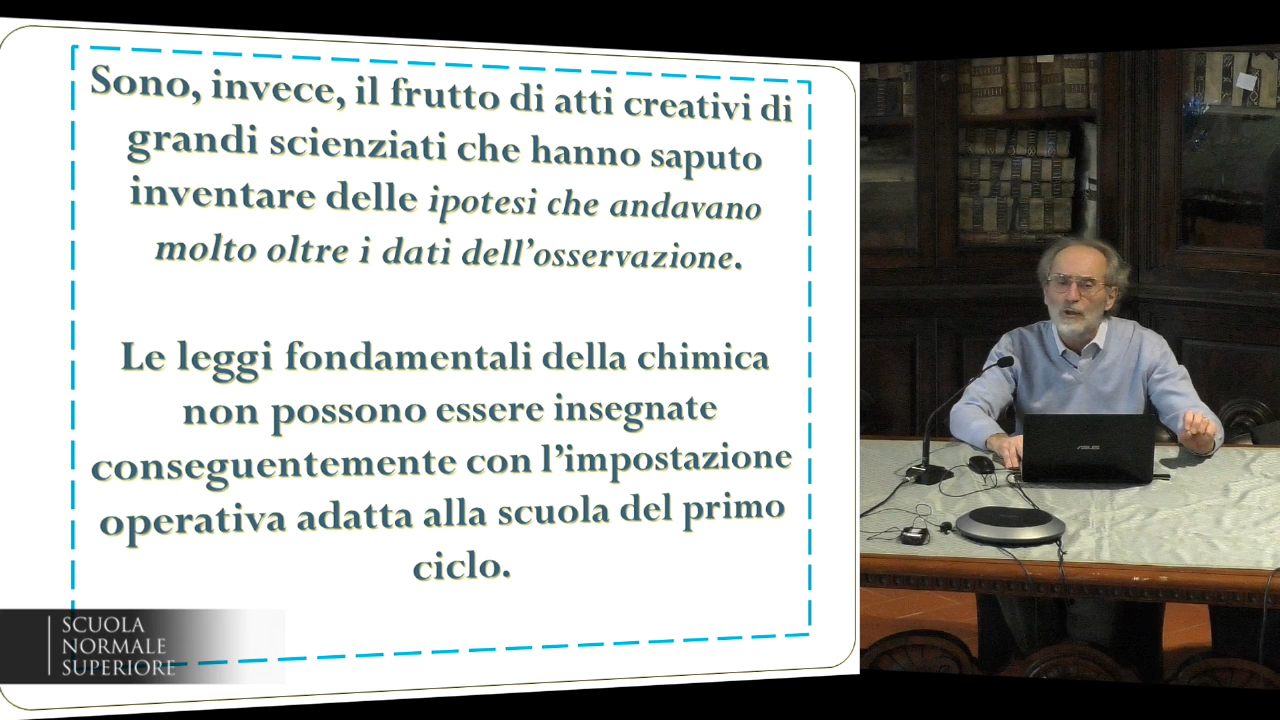 Sono, invece, il frutto di atti creativi di
grandi scienziati che hanno saputo
inventare delle ipotesi che andavano
molto oltre i dati dell’osservazione.
Le leggi fondamentali della chimica
non possono essere insegnate
conseguentemente con l’impostazione
operativa adatta alla scuola del primo
ciclo.
SCUOLA
NORMALE
SUPERIORE
ASUS